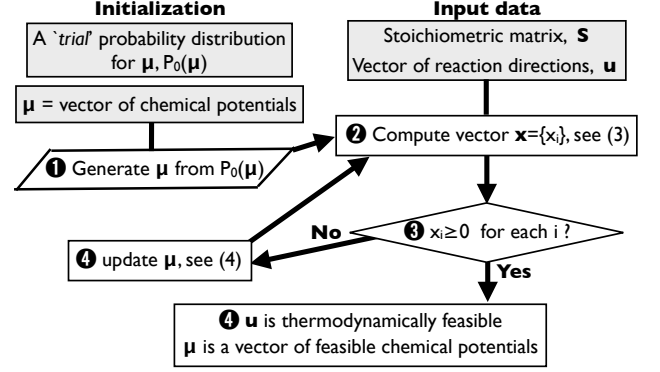 Initialization
A `trial' probability distribution
for μ, P₀(μ)
μ = vector of chemical potentials
❶ Generate μ from P₀(μ)
Input data
Stoichiometric matrix, S
Vector of reaction directions, u
❷ Compute vector x={xᵢ}, see (3)
❸ xᵢ≥0 for each i ?
No
❹ update μ, see (4)
Yes
❹ u is thermodynamically feasible
μ is a vector of feasible chemical potentials